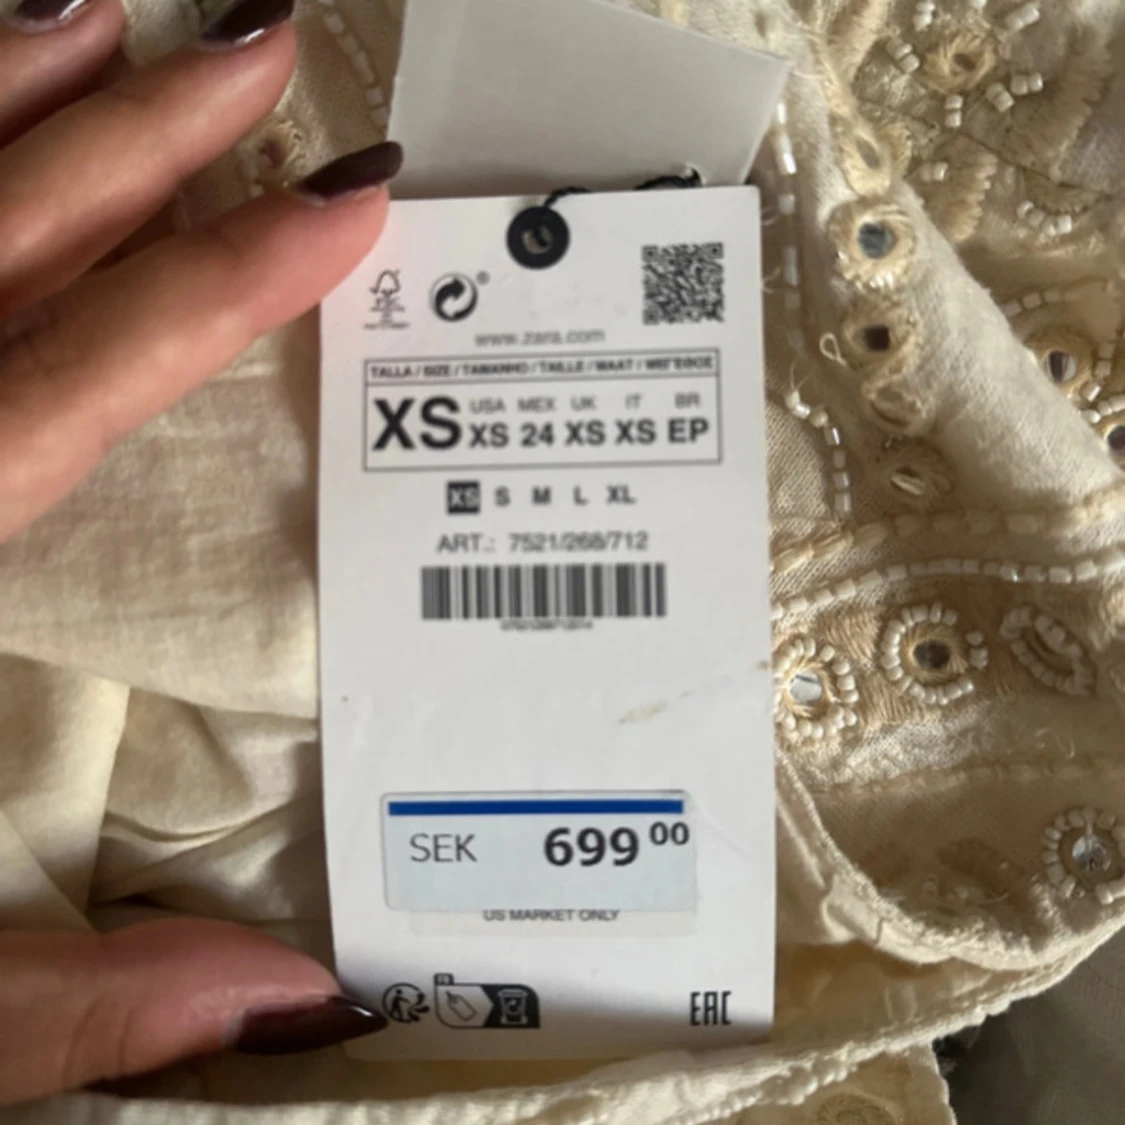 www.zara.com
TALLA / SIZE / TAMANHO / TAILLE / MAAT /
XS
USA MEX UK IT BR
XS 24 XS XS EP
XS S M L XL
ART.: 7521/268/712
SEK 699 00
US MARKET ONLY
FR
EAC